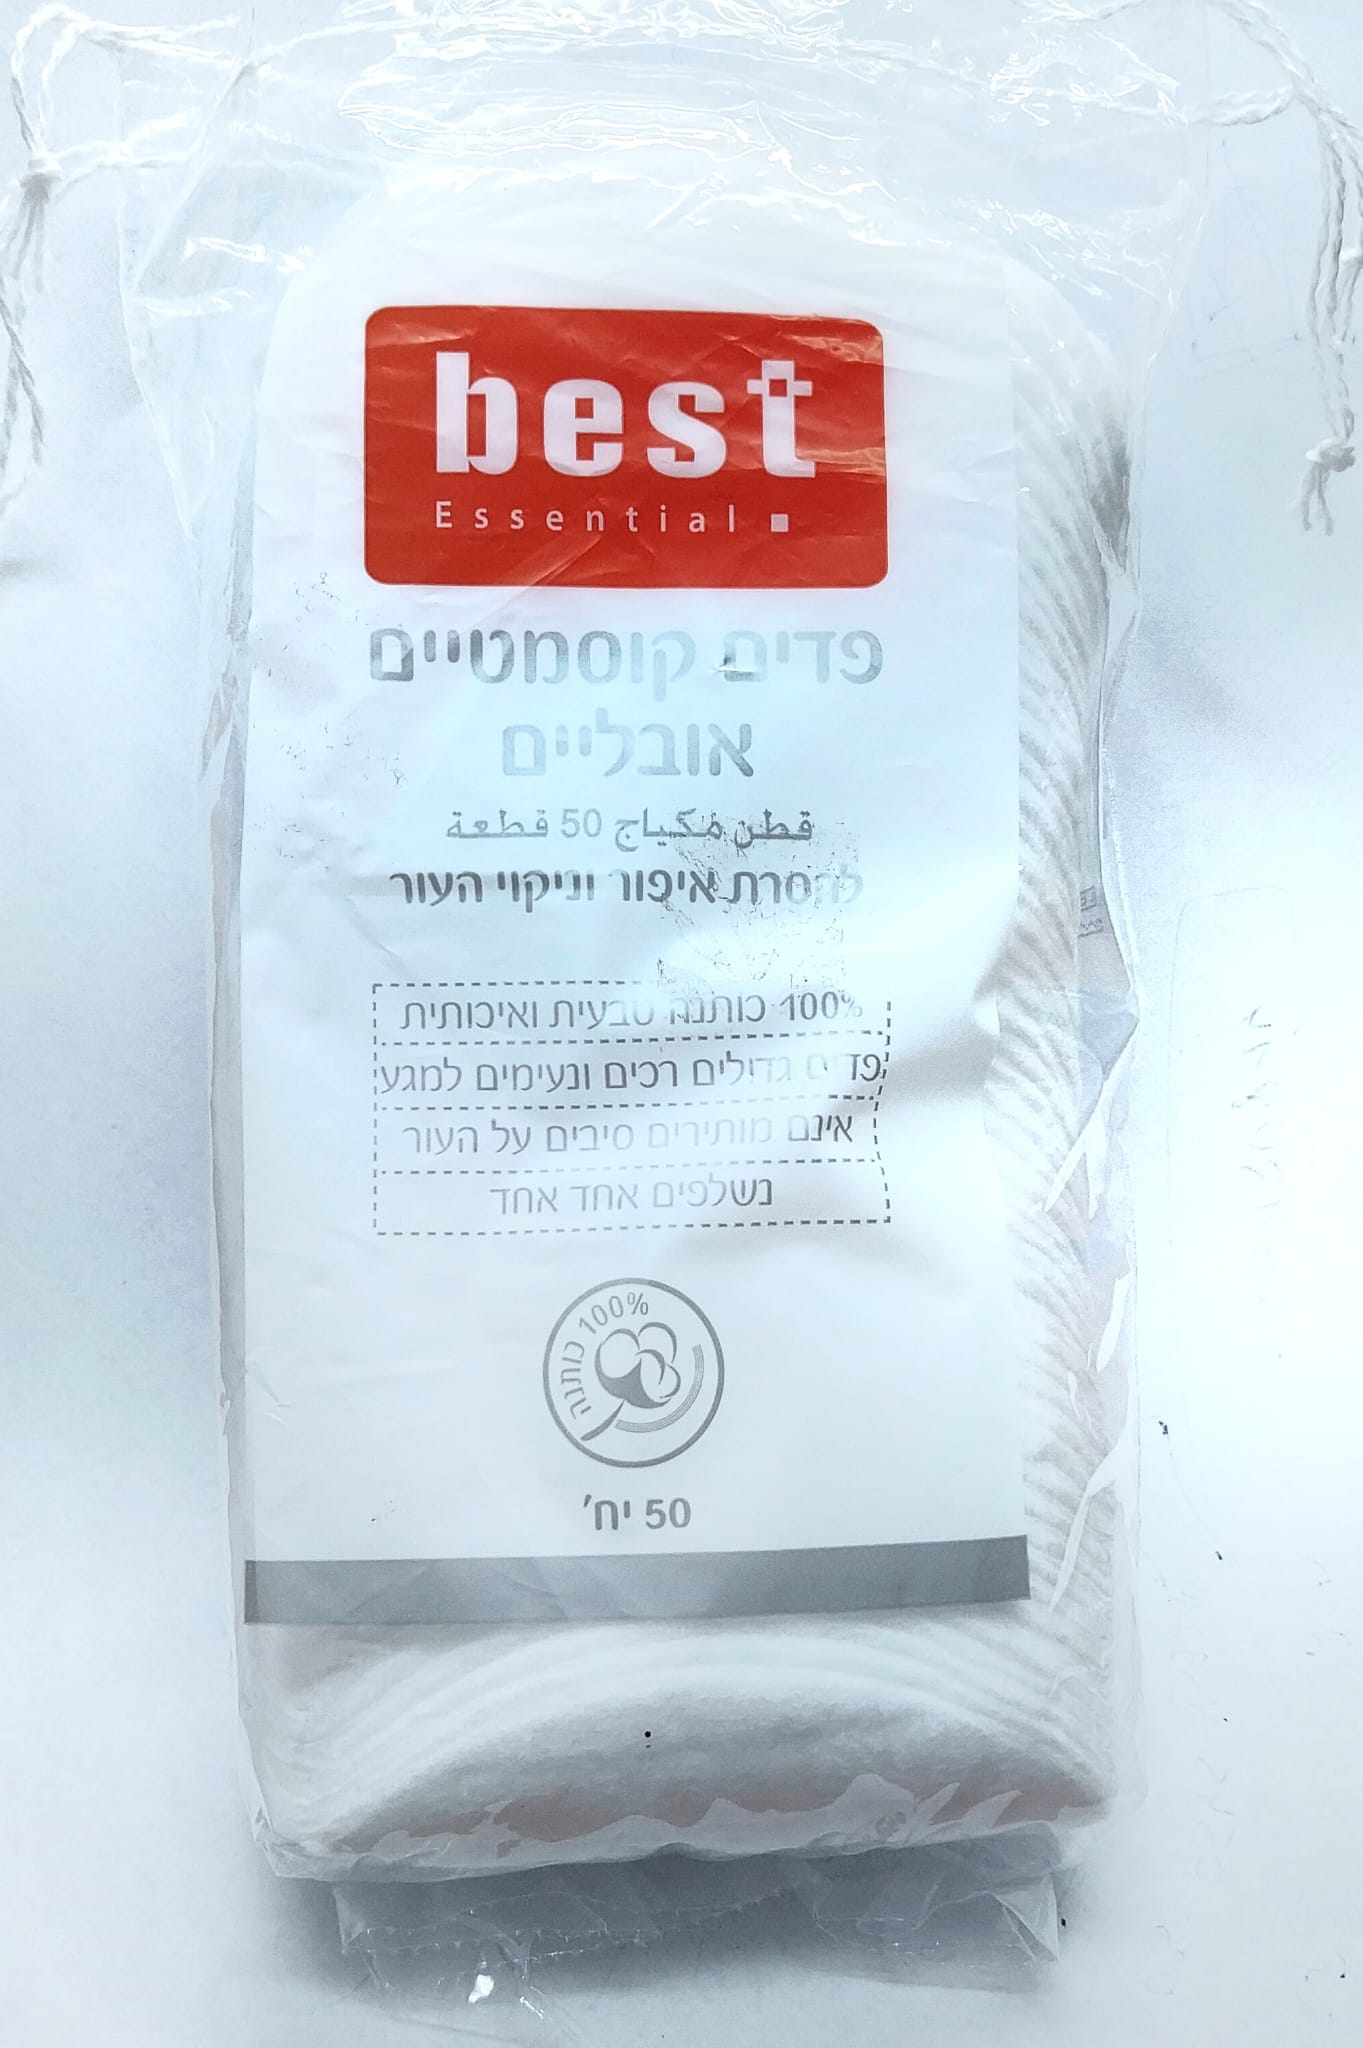 best
Essential
פדים קוסמטיים
אובליים
قطن مكياج 50 قطعة
להסרת איפור וניקוי העור
100% כותנה טבעית ואיכותית
פדים גדולים רכים ונעימים למגע
אינם מותירים סיבים על העור
נשלפים אחד אחד
100% כותנה
50 יח'